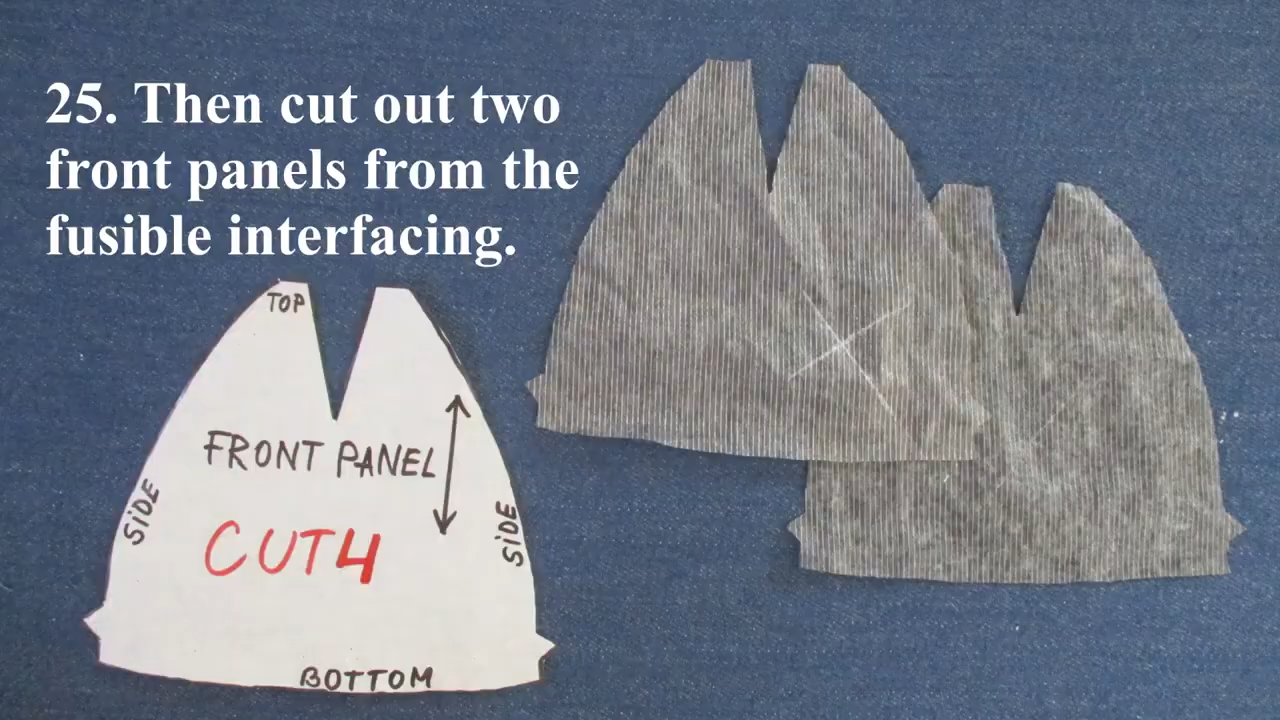 25. Then cut out two
front panels from the
fusible interfacing.
TOP
FRONT PANEL
SiDE
SiDE
CUT4
BOTTOM